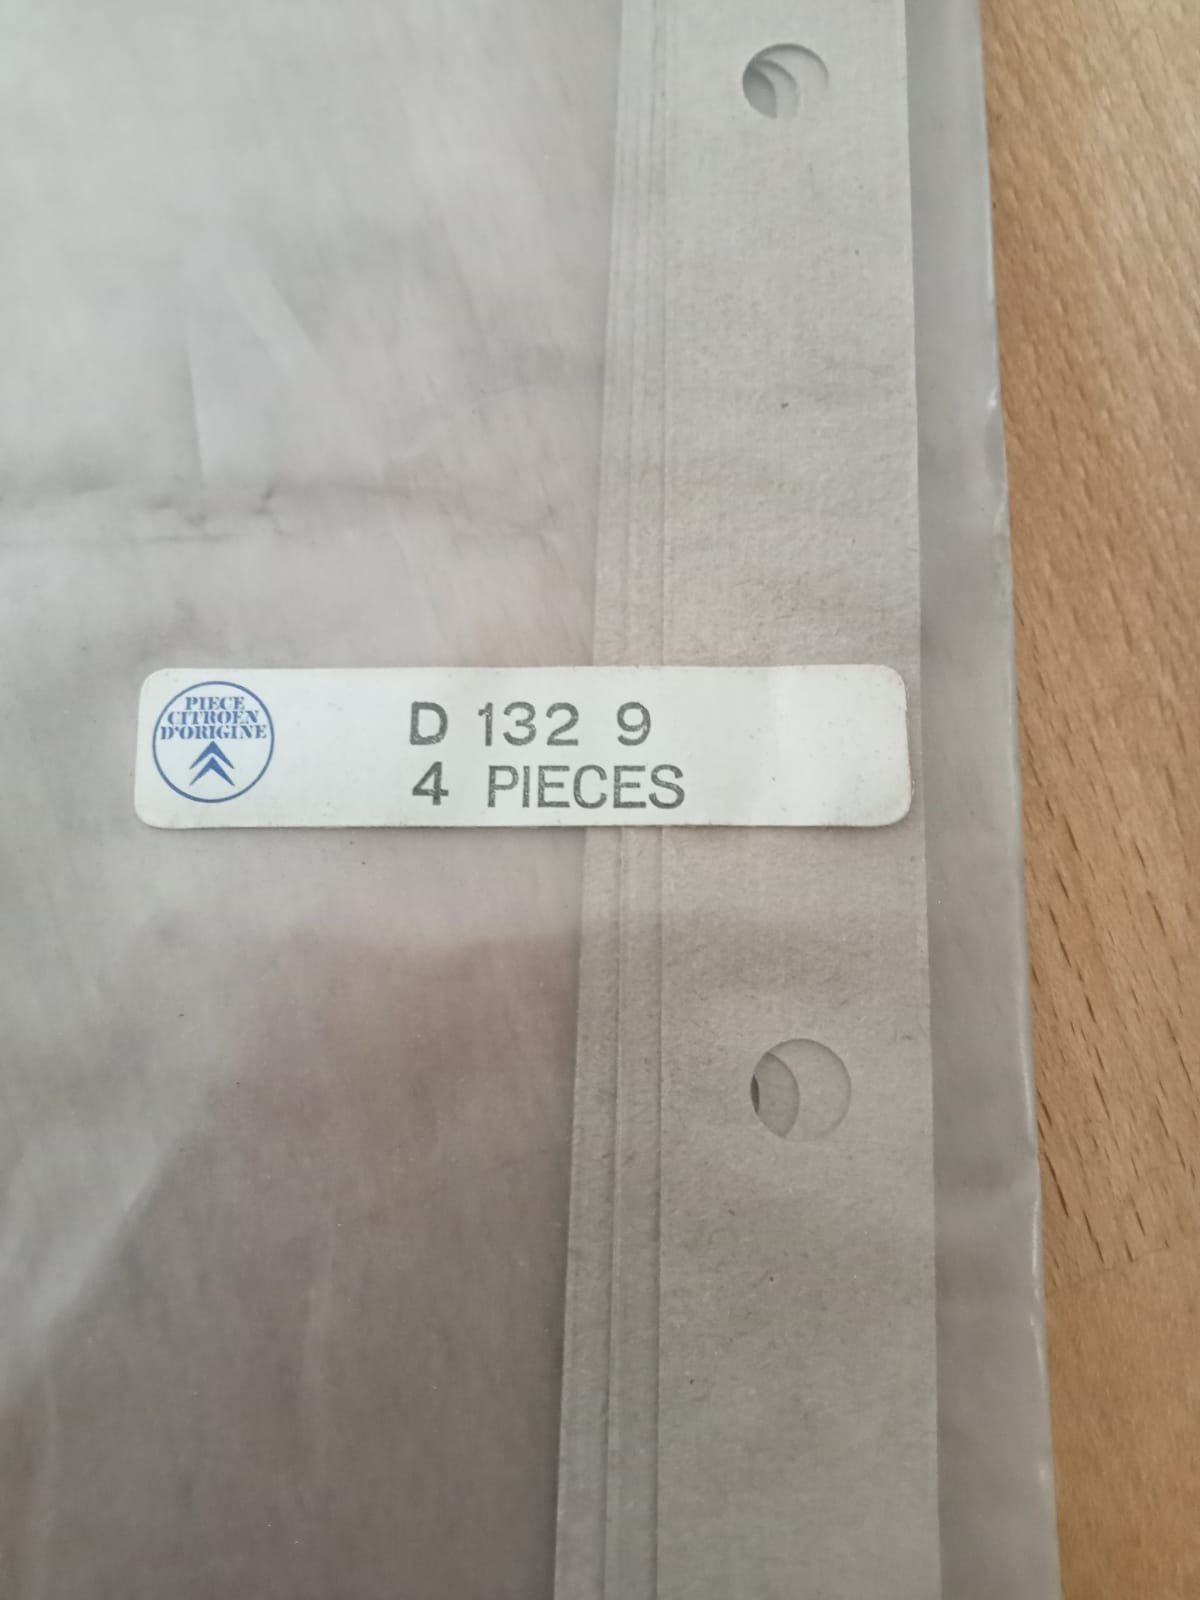 PIECE
CITROEN
D'ORIGINE
D 132 9
4 PIECES